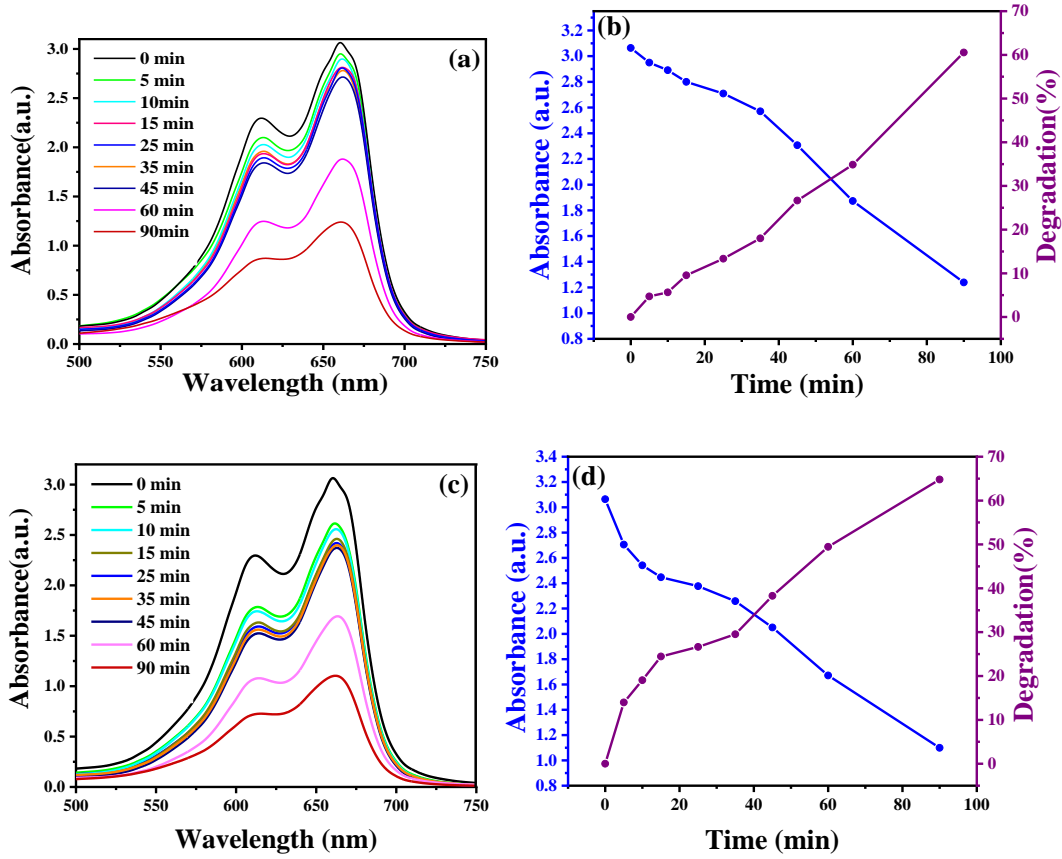 (a)
0 min
5 min
10min
15 min
25 min
35 min
45 min
60 min
90min
Absorbance(a.u.)
3.0
2.5
2.0
1.5
1.0
0.5
0.0
500 550 600 650 700 750
Wavelength (nm)
(b)
Absorbance (a.u.)
3.4
3.2
3.0
2.8
2.6
2.4
2.2
2.0
1.8
1.6
1.4
1.2
1.0
0.8
0 20 40 60 80 100
Time (min)
70
60
50
40
30
20
10
0
Degradation(%)
(c)
0 min
5 min
10 min
15 min
25 min
35 min
45 min
60 min
90 min
Absorbance(a.u.)
3.0
2.5
2.0
1.5
1.0
0.5
0.0
500 550 600 650 700 750
Wavelength (nm)
(d)
Absorbance (a.u.)
3.4
3.2
3.0
2.8
2.6
2.4
2.2
2.0
1.8
1.6
1.4
1.2
1.0
0.8
0 20 40 60 80 100
Time (min)
70
60
50
40
30
20
10
0
Degradation(%)